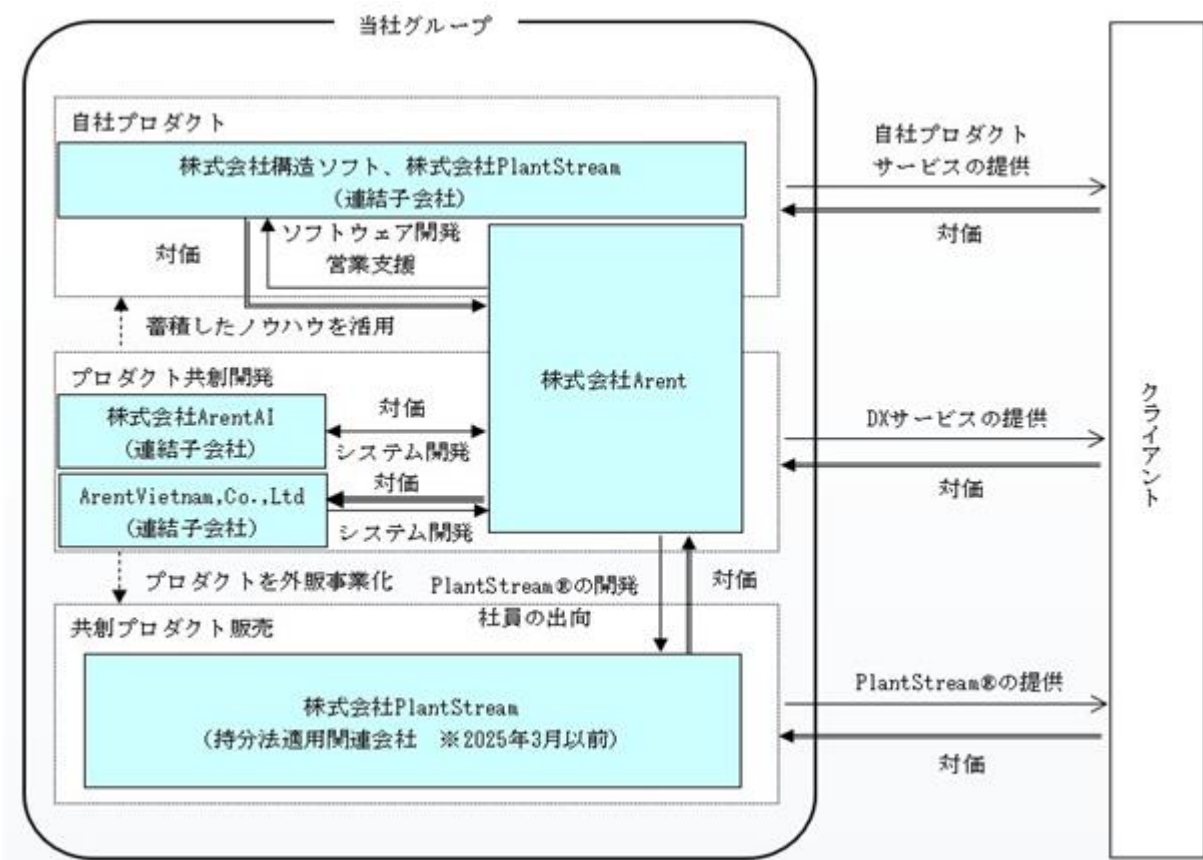 当社グループ
自社プロダクト
株式会社構造ソフト、株式会社PlantStream
(連結子会社)
対価
ソフトウェア開発
営業支援
蓄積したノウハウを活用
プロダクト共創開発
株式会社ArentAI
(連結子会社)
対価
システム開発
ArentVietnam,Co.,Ltd
(連結子会社)
対価
システム開発
株式会社Arent
プロダクトを外販事業化
PlantStream®の開発
社員の出向
対価
共創プロダクト販売
株式会社PlantStream
(持分法適用関連会社　※2025年3月以前)
自社プロダクト
サービスの提供
対価
DXサービスの提供
対価
PlantStream®の提供
対価
クライアント